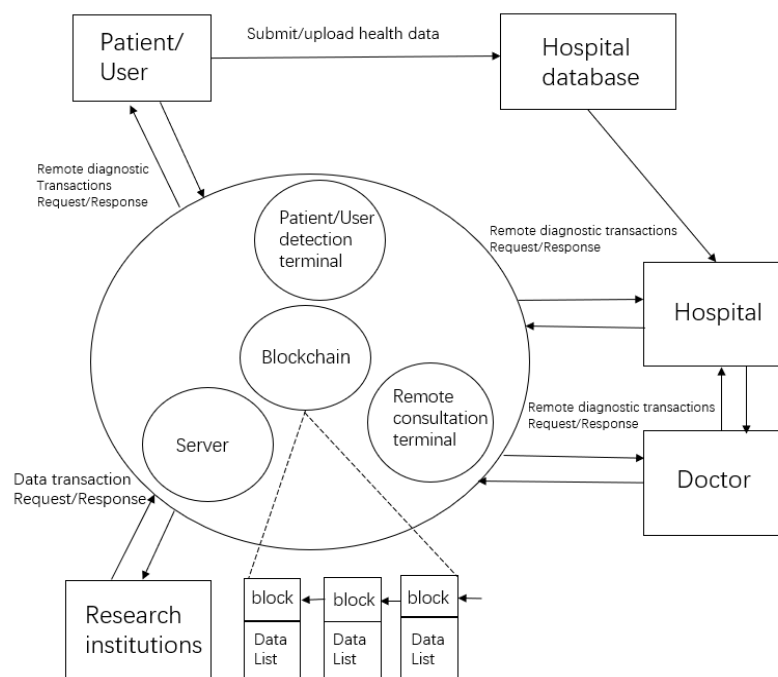 Patient/
User
Submit/upload health data
Hospital
database
Remote diagnostic
Transactions
Request/Response
Patient/User
detection
terminal
Remote diagnostic transactions
Request/Response
Hospital
Blockchain
Remote
consultation
terminal
Remote diagnostic transactions
Request/Response
Server
Data transaction
Request/Response
Doctor
Research
institutions
block
block
block
Data
List
Data
List
Data
List